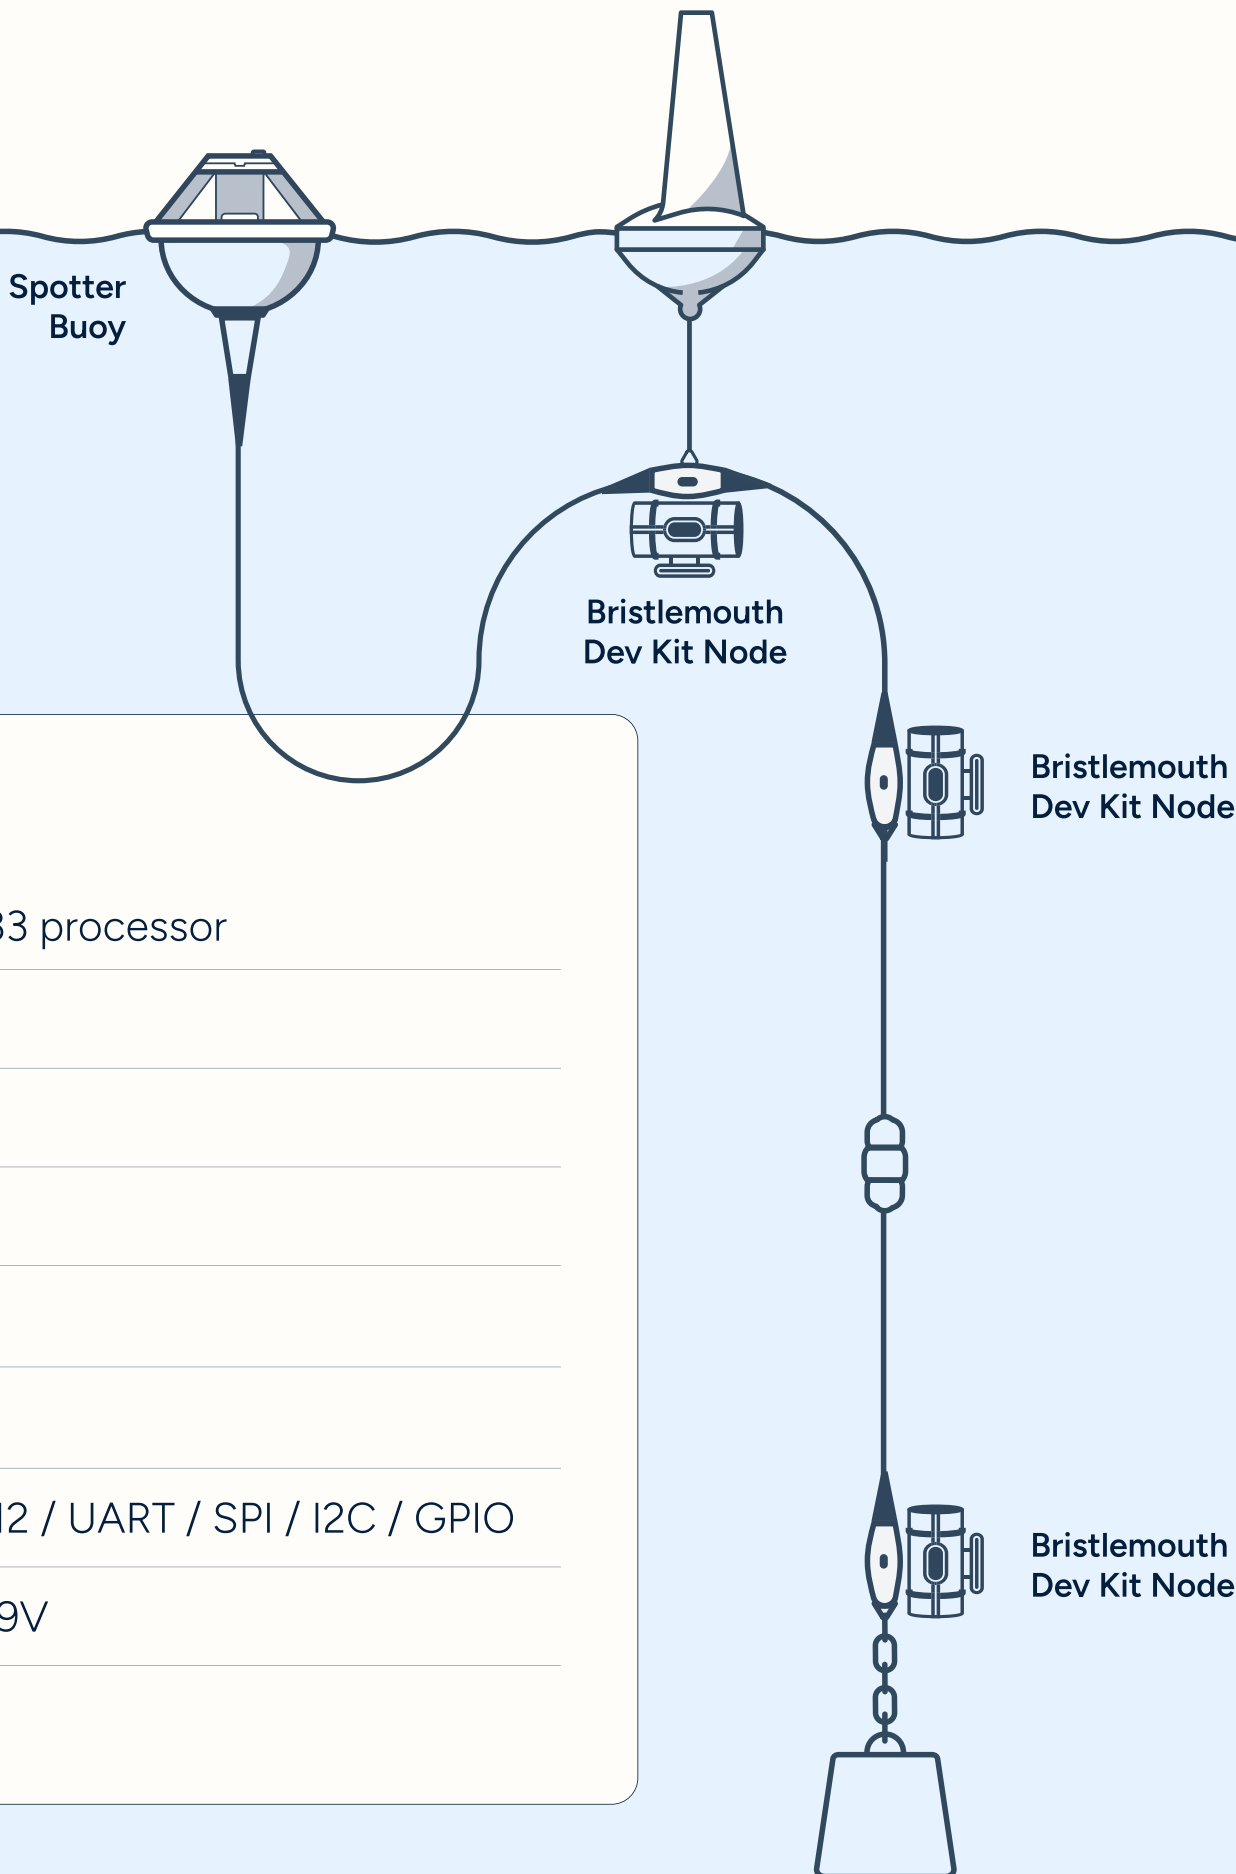 Spotter
Buoy
Bristlemouth
Dev Kit Node
Bristlemouth
Dev Kit Node
processor
/ UART / SPI / I2C / GPIO
9V
Bristlemouth
Dev Kit Node